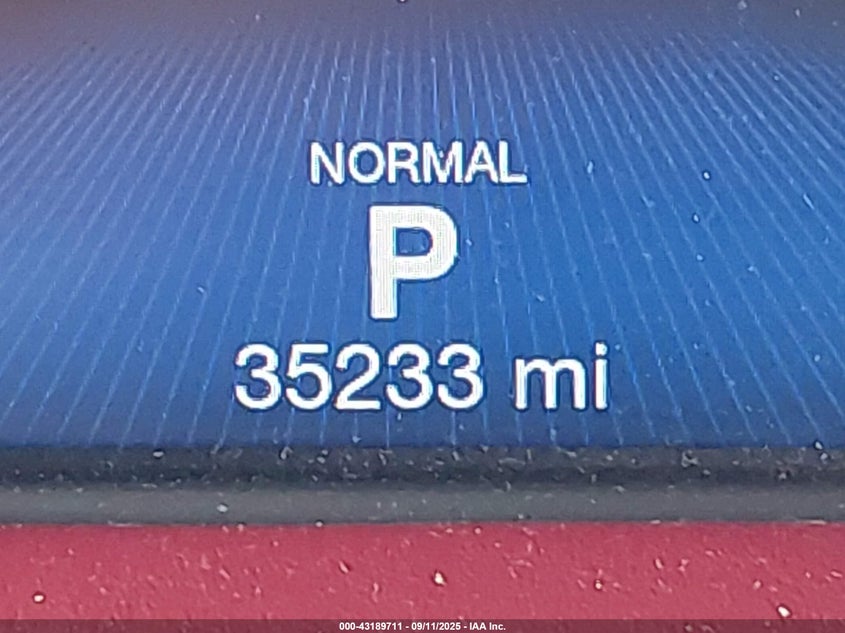 NORMAL
P
35233 mi
000-43189711 - 09/11/2025 - IAA Inc.